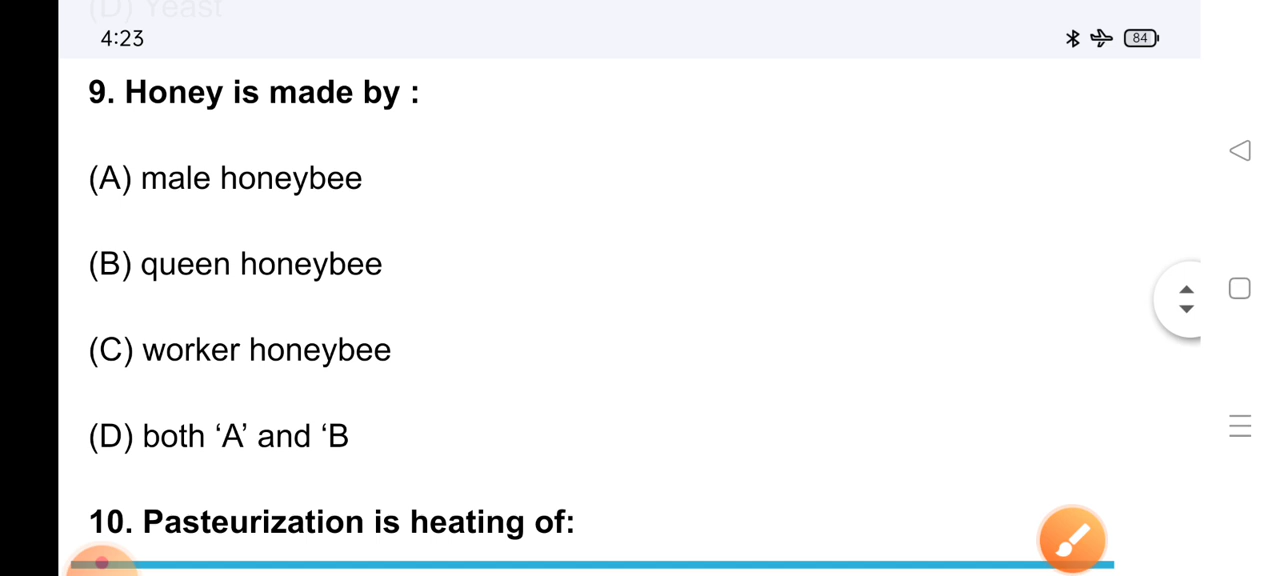 (D) Yeast
4:23
84
9. Honey is made by :
(A) male honeybee
(B) queen honeybee
(C) worker honeybee
(D) both ‘A’ and ‘B
10. Pasteurization is heating of: